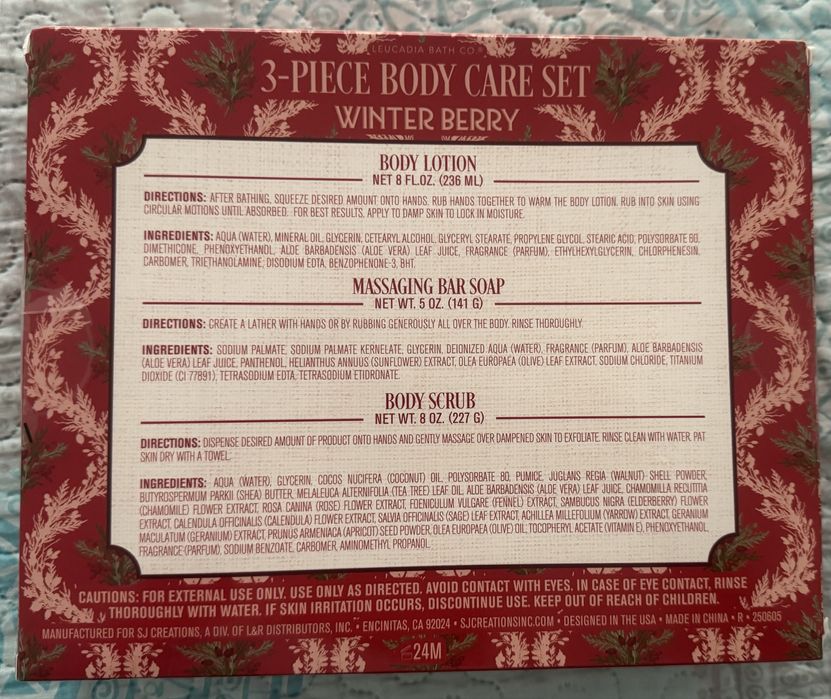 LEUCADIA BATH CO.®
3-PIECE BODY CARE SET
WINTER BERRY
BODY LOTION
NET 8 FL.OZ. (236 ML)
DIRECTIONS: AFTER BATHING, SQUEEZE DESIRED AMOUNT ONTO HANDS. RUB HANDS TOGETHER TO WARM THE BODY LOTION. RUB INTO SKIN USING
CIRCULAR MOTIONS UNTIL ABSORBED. FOR BEST RESULTS, APPLY TO DAMP SKIN TO LOCK IN MOISTURE.
INGREDIENTS: AQUA (WATER), MINERAL OIL, GLYCERIN, CETEARYL ALCOHOL, GLYCERYL STEARATE, PROPYLENE GLYCOL, STEARIC ACID, POLYSORBATE 60,
DIMETHICONE, PHENOXYETHANOL, ALOE BARBADENSIS (ALOE VERA) LEAF JUICE, FRAGRANCE (PARFUM), ETHYLHEXYLGLYCERIN, CHLORPHENESIN,
CARBOMER, TRIETHANOLAMINE, DISODIUM EDTA, BENZOPHENONE-3, BHT.
MASSAGING BAR SOAP
NET WT. 5 OZ. (141 G)
DIRECTIONS: CREATE A LATHER WITH HANDS OR BY RUBBING GENEROUSLY ALL OVER THE BODY. RINSE THOROUGHLY.
INGREDIENTS: SODIUM PALMATE, SODIUM PALMATE KERNELATE, GLYCERIN, DEIONIZED AQUA (WATER), FRAGRANCE (PARFUM), ALOE BARBADENSIS
(ALOE VERA) LEAF JUICE, PANTHENOL, HELIANTHUS ANNUUS (SUNFLOWER) EXTRACT, OLEA EUROPAEA (OLIVE) LEAF EXTRACT, SODIUM CHLORIDE, TITANIUM
DIOXIDE (CI 77891), TETRASODIUM EDTA, TETRASODIUM ETIDRONATE.
BODY SCRUB
NET WT. 8 OZ. (227 G)
DIRECTIONS: DISPENSE DESIRED AMOUNT OF PRODUCT ONTO HANDS AND GENTLY MASSAGE OVER DAMPENED SKIN TO EXFOLIATE. RINSE CLEAN WITH WATER. PAT
SKIN DRY WITH A TOWEL.
INGREDIENTS: AQUA (WATER), GLYCERIN, COCOS NUCIFERA (COCONUT) OIL, POLYSORBATE 80, PUMICE, JUGLANS REGIA (WALNUT) SHELL POWDER,
BUTYROSPERMUM PARKII (SHEA) BUTTER, MELALEUCA ALTERNIFOLIA (TEA TREE) LEAF OIL, ALOE BARBADENSIS (ALOE VERA) LEAF JUICE, CHAMOMILLA RECUTITA
(CHAMOMILE) FLOWER EXTRACT, ROSA CANINA (ROSE) FLOWER EXTRACT, FOENICULUM VULGARE (FENNEL) EXTRACT, SAMBUCUS NIGRA (ELDERBERRY) FLOWER
EXTRACT, CALENDULA OFFICINALIS (CALENDULA) FLOWER EXTRACT, SALVIA OFFICINALIS (SAGE) LEAF EXTRACT, ACHILLEA MILLEFOLIUM (YARROW) EXTRACT, GERANIUM
MACULATUM (GERANIUM) EXTRACT, PRUNUS ARMENIACA (APRICOT) SEED POWDER, OLEA EUROPAEA (OLIVE) OIL, TOCOPHERYL ACETATE (VITAMIN E), PHENOXYETHANOL,
FRAGRANCE (PARFUM), SODIUM BENZOATE, CARBOMER, AMINOMETHYL PROPANOL.
CAUTIONS: FOR EXTERNAL USE ONLY. USE ONLY AS DIRECTED. AVOID CONTACT WITH EYES. IN CASE OF EYE CONTACT, RINSE
THOROUGHLY WITH WATER. IF SKIN IRRITATION OCCURS, DISCONTINUE USE. KEEP OUT OF REACH OF CHILDREN.
MANUFACTURED FOR SJ CREATIONS, A DIV. OF L&R DISTRIBUTORS, INC. • ENCINITAS, CA 92024 • SJCREATIONSINC.COM • DESIGNED IN THE USA • MADE IN CHINA • R • 250605
24M